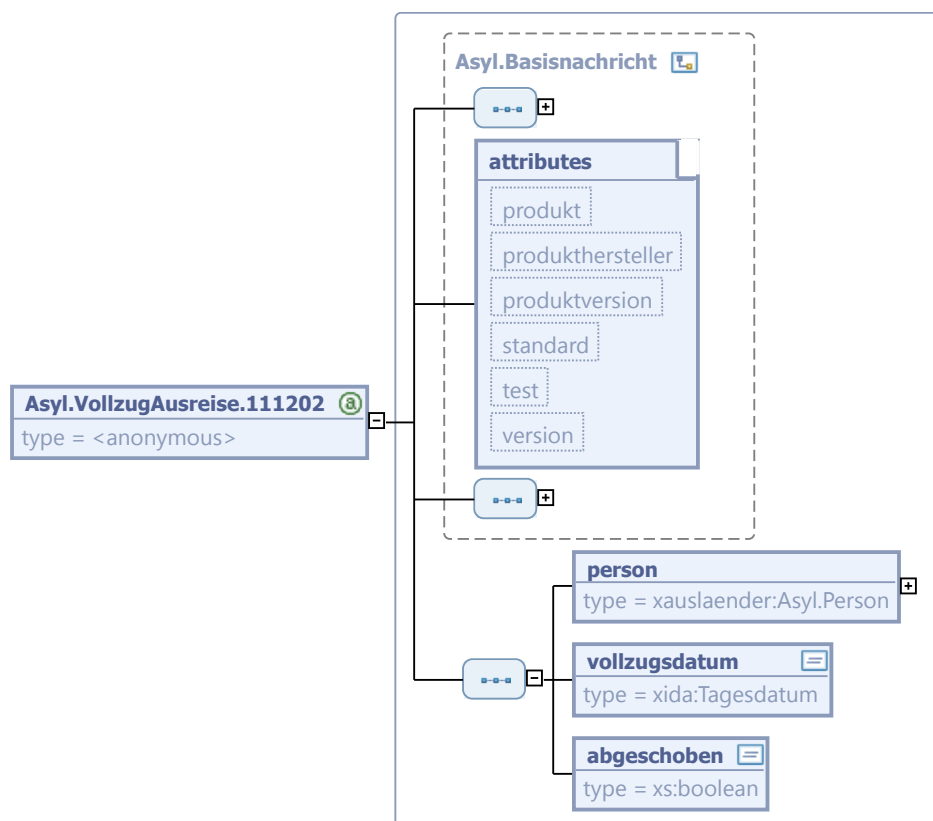 Asyl.Basisnachricht
attributes
produkt
produkthersteller
produktversion
standard
test
version
Asyl.VollzugAusreise.111202
type = <anonymous>
person
type = xauslaender:Asyl.Person
vollzugsdatum
type = xida:Tagesdatum
abgeschoben
type = xs:boolean